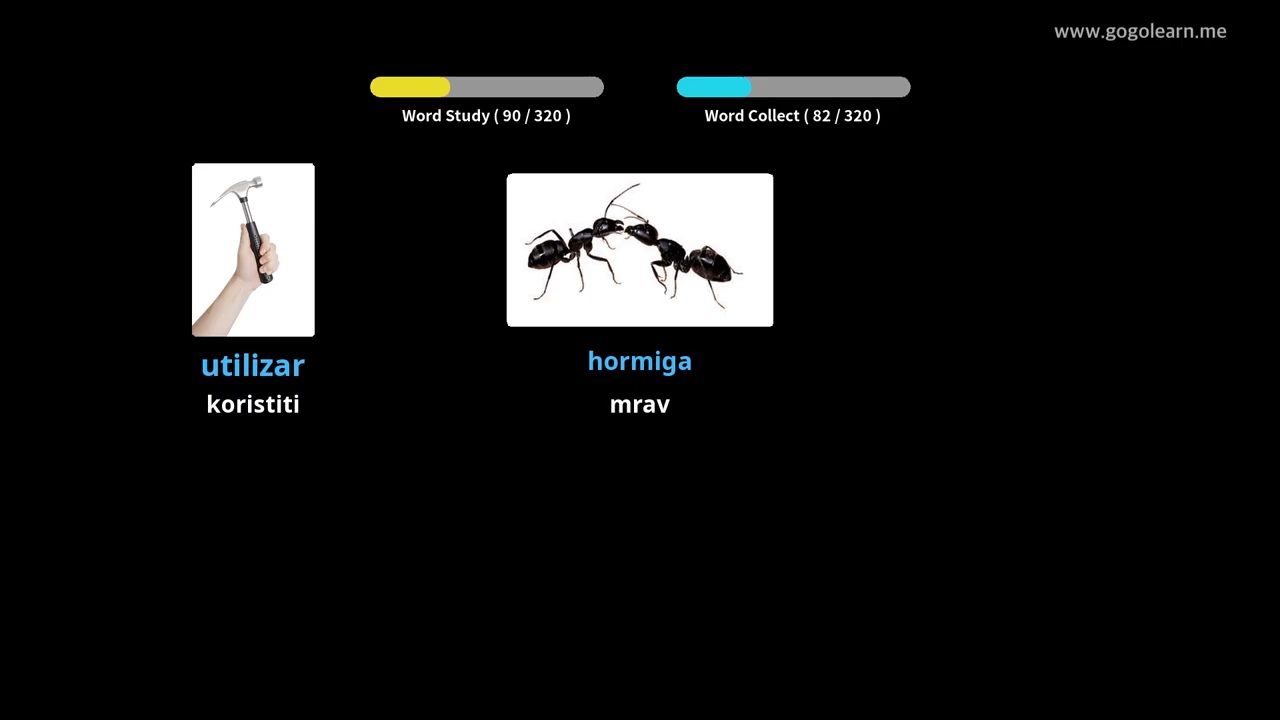 www.gogolearn.me
Word Study ( 90 / 320 )
Word Collect ( 82 / 320 )
utilizar
koristiti
hormiga
mrav